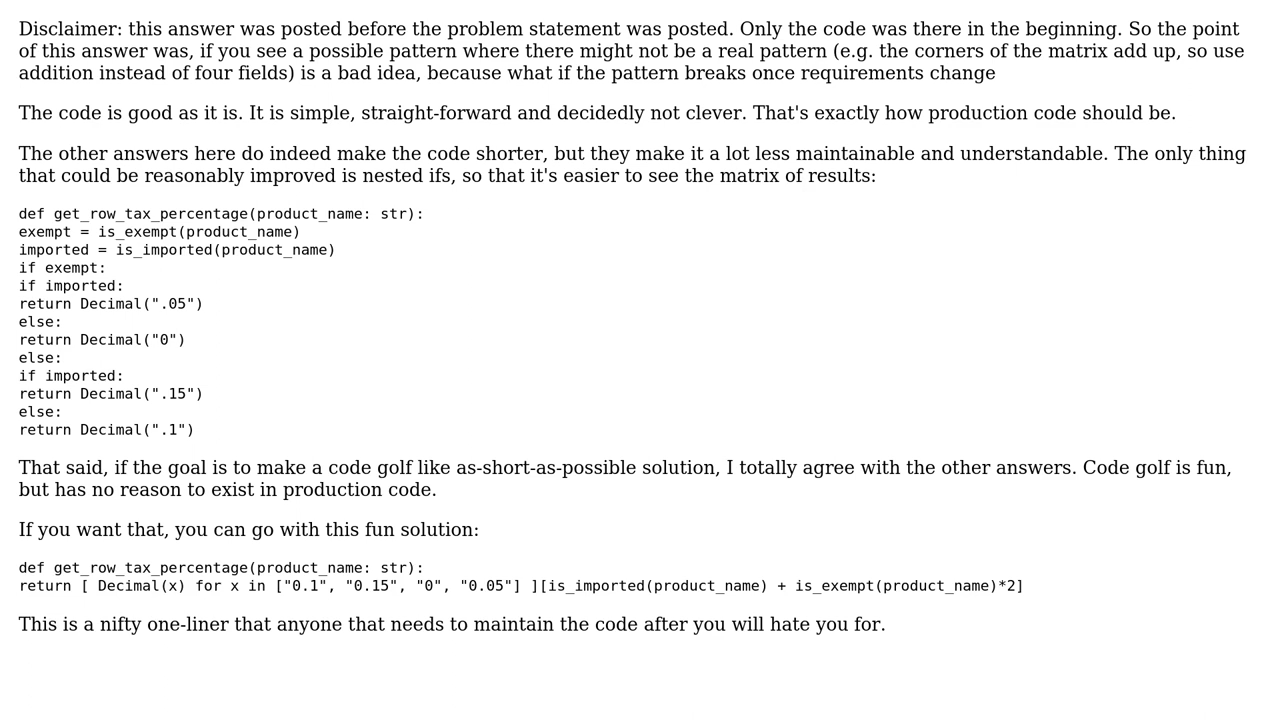 Disclaimer: this answer was posted before the problem statement was posted. Only the code was there in the beginning. So the point
of this answer was, if you see a possible pattern where there might not be a real pattern (e.g. the corners of the matrix add up, so use
addition instead of four fields) is a bad idea, because what if the pattern breaks once requirements change
The code is good as it is. It is simple, straight-forward and decidedly not clever. That's exactly how production code should be.
The other answers here do indeed make the code shorter, but they make it a lot less maintainable and understandable. The only thing
that could be reasonably improved is nested ifs, so that it's easier to see the matrix of results:
def get_row_tax_percentage(product_name: str):
exempt = is_exempt(product_name)
imported = is_imported(product_name)
if exempt:
if imported:
return Decimal(".05")
else:
return Decimal("0")
else:
if imported:
return Decimal(".15")
else:
return Decimal(".1")
That said, if the goal is to make a code golf like as-short-as-possible solution, I totally agree with the other answers. Code golf is fun,
but has no reason to exist in production code.
If you want that, you can go with this fun solution:
def get_row_tax_percentage(product_name: str):
return [ Decimal(x) for x in ["0.1", "0.15", "0", "0.05"] ][is_imported(product_name) + is_exempt(product_name)*2]
This is a nifty one-liner that anyone that needs to maintain the code after you will hate you for.